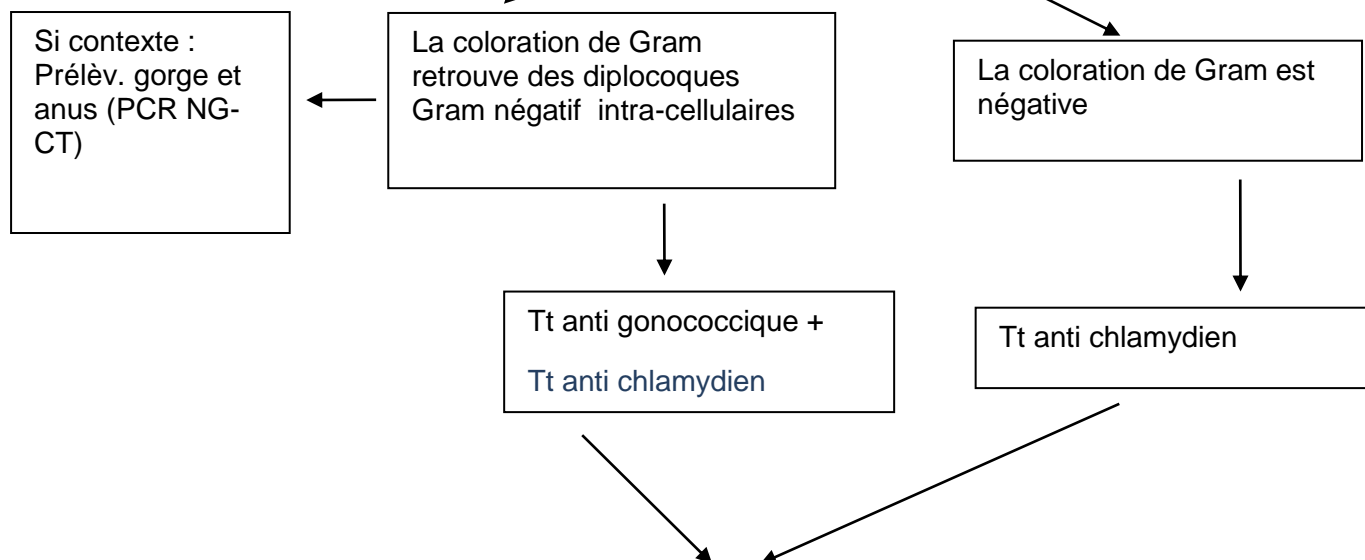 Si contexte :
Prélèv. gorge et
anus (PCR NG-
CT)
La coloration de Gram
retrouve des diplocoques
Gram négatif  intra-cellulaires
La coloration de Gram est
négative
Tt anti gonococcique +
Tt anti chlamydien
Tt anti chlamydien